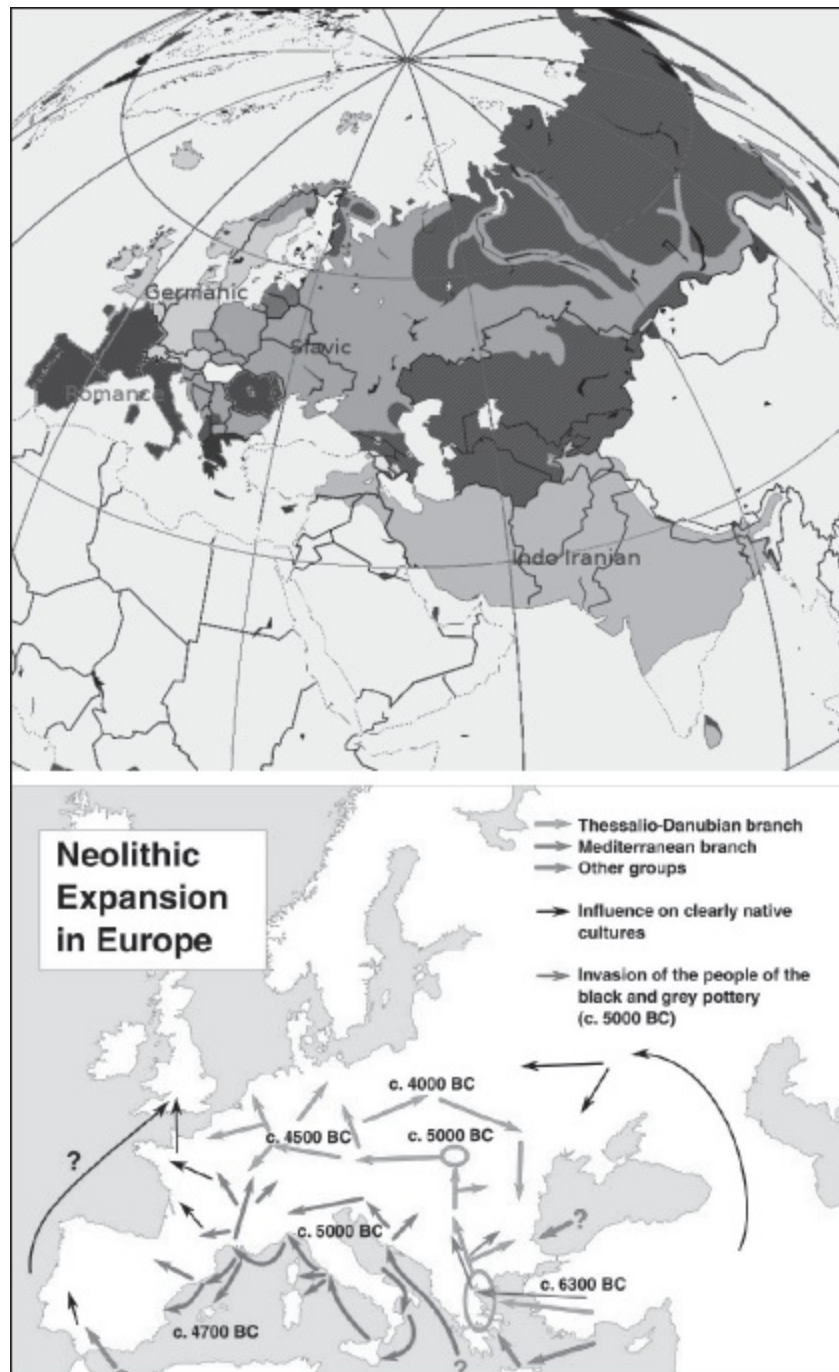 Germanic
Slavic
Romance
Indo Iranian
Neolithic
Expansion
in Europe
Thessalio-Danubian branch
Mediterranean branch
Other groups
Influence on clearly native
cultures
Invasion of the people of the
black and grey pottery
(c. 5000 BC)
c. 4000 BC
c. 4500 BC
c. 5000 BC
?
c. 5000 BC
?
c. 6300 BC
c. 4700 BC
?